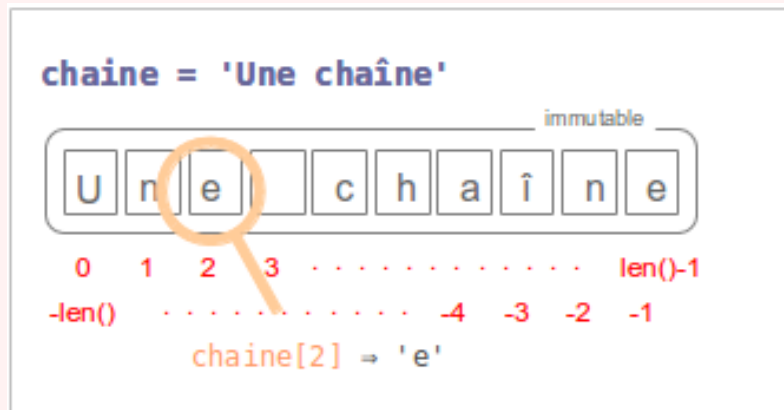 chaine = 'Une chaîne'
immutable
U n e c h a î n e
0 1 2 3 . . . . . . . . . . . . . len()-1
-len() . . . . . . . . . . . . -4 -3 -2 -1
chaine[2] ⇒ 'e'